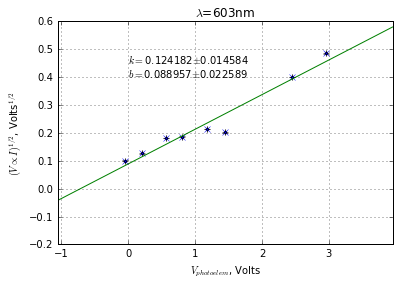 λ=603nm
k = 0.124182±0.014584
b = 0.088957±0.022589
(V ∝ I)^{1/2}, Volts^{1/2}
0.6
0.5
0.4
0.3
0.2
0.1
0.0
−0.1
−0.2
−1 0 1 2 3
V_{photoelem}, Volts